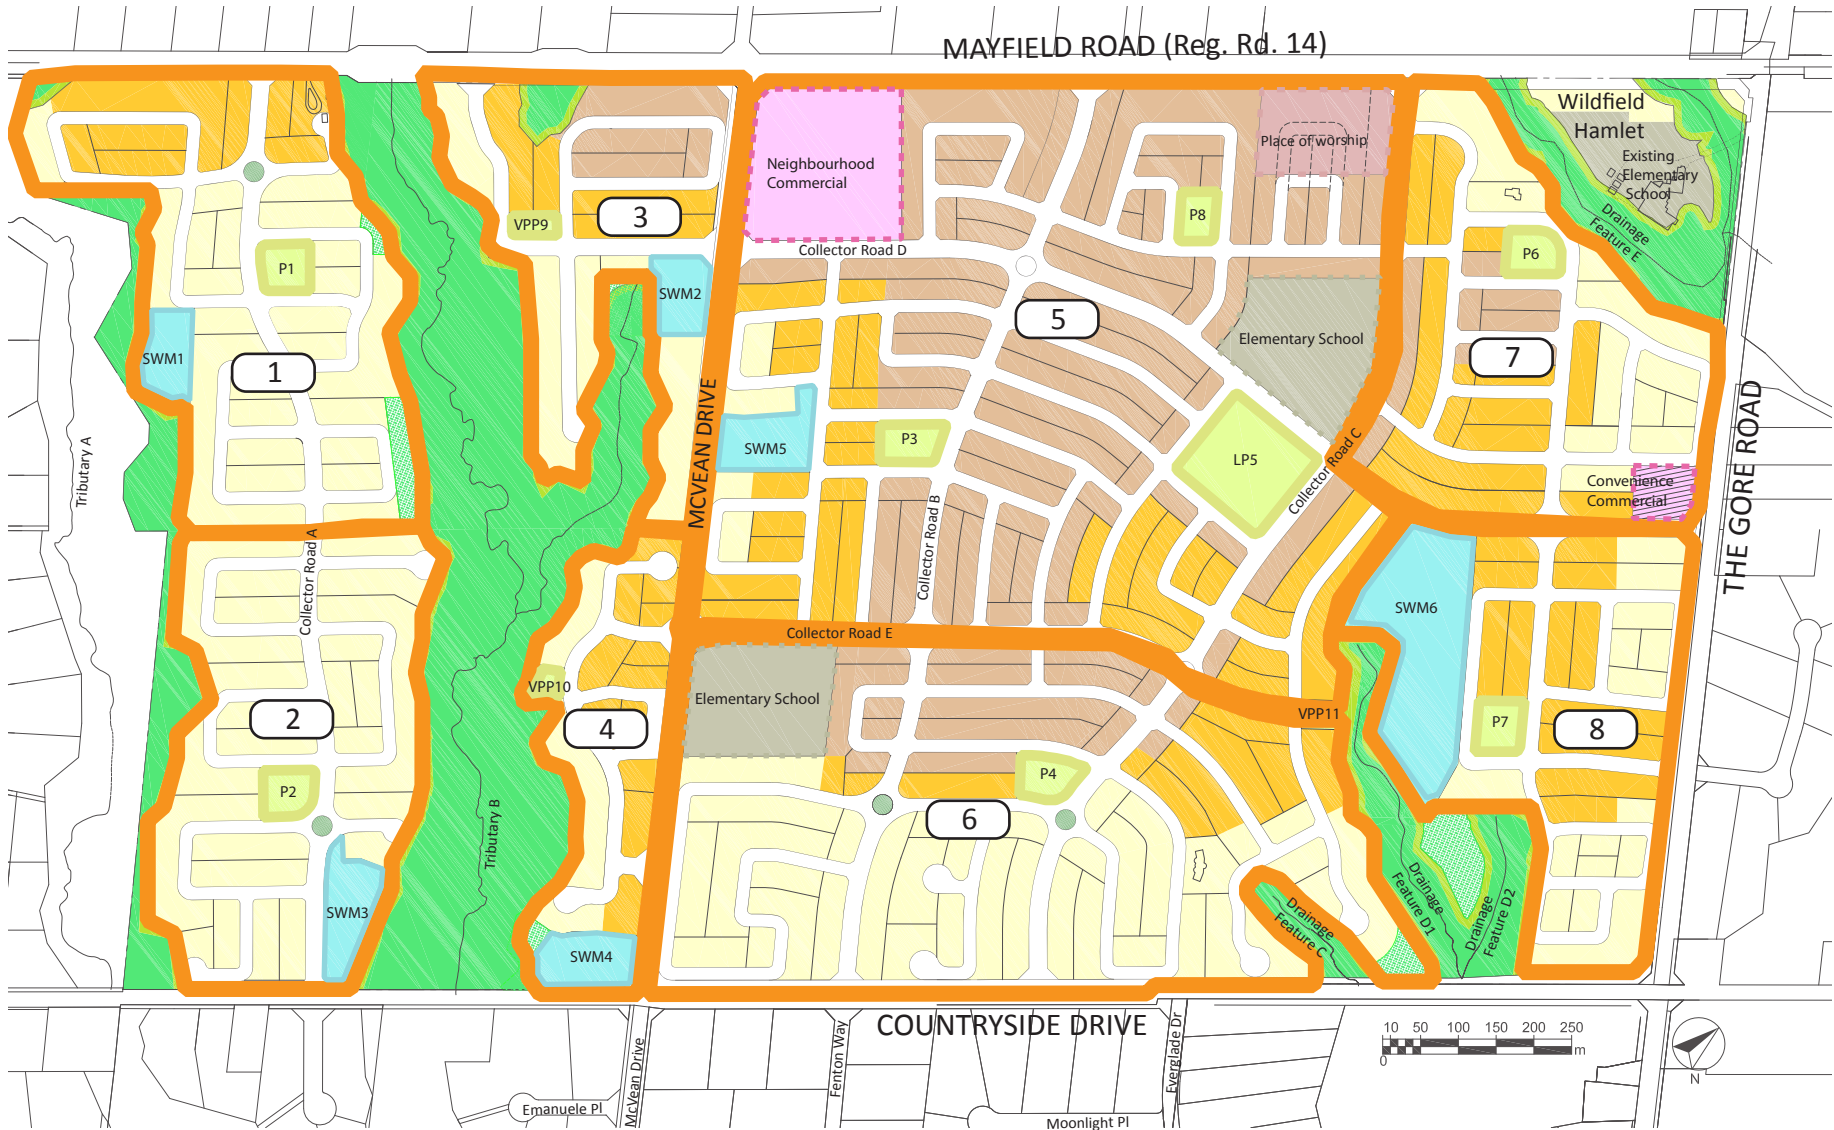 MAYFIELD ROAD (Reg. Rd. 14)
Wildfield
Hamlet
Existing
Elementary
School
Drainage
Feature E
Place of worship
Neighbourhood
Commercial
P8
3
VPP9
Collector Road D
P6
P1
SWM2
5
Elementary School
7
SWM1
1
MCVEAN DRIVE
THE GORE ROAD
P3
SWM5
LP5
Collector Road C
Convenience
Commercial
Tributary A
Collector Road B
Collector Road A
SWM6
Collector Road E
VPP10
Elementary School
VPP11
2
4
P7
8
P4
P2
6
Tributary B
SWM3
SWM4
Drainage
Feature C
Drainage
Feature D1
Drainage
Feature D2
COUNTRYSIDE DRIVE
10 50 100 150 200 250
m
0
N
McVean Drive
Fenton Way
Everglade Dr
Emanuele Pl
Moonlight Pl